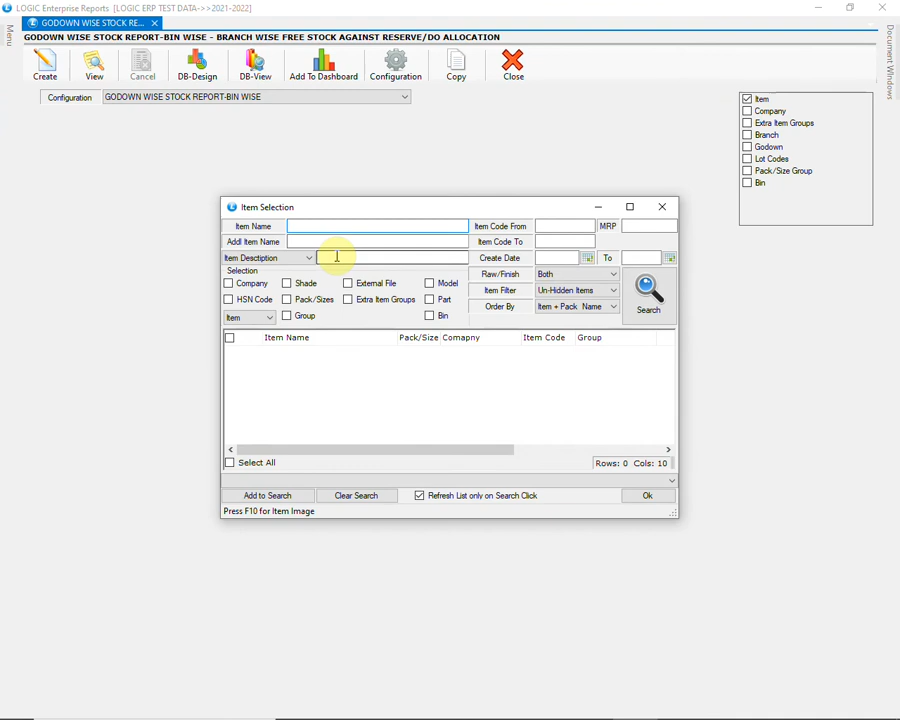 LOGIC Enterprise Reports [LOGIC ERP TEST DATA->>2021-2022]
Menu
GODOWN WISE STOCK RE...
Document Windows
GODOWN WISE STOCK REPORT-BIN WISE - BRANCH WISE FREE STOCK AGAINST RESERVE/DO ALLOCATION
Create View Cancel DB-Design DB-View Add To Dashboard Configuration Copy Close
Configuration GODOWN WISE STOCK REPORT-BIN WISE
Item
Company
Extra Item Groups
Branch
Godown
Lot Codes
Pack/Size Group
Bin
Item Selection
Item Name Item Code From MRP
Addl Item Name Item Code To
Item Desctiption Create Date To
Selection Raw/Finish Both
Company Shade External File Model
HSN Code Pack/Sizes Extra Item Groups Part Item Filter Un-Hidden Items
Item Group Bin Order By Item + Pack Name Search
Item Name Pack/Size Comapny Item Code Group
Select All Rows: 0 Cols: 10
Add to Search Clear Search Refresh List only on Search Click Ok
Press F10 for Item Image